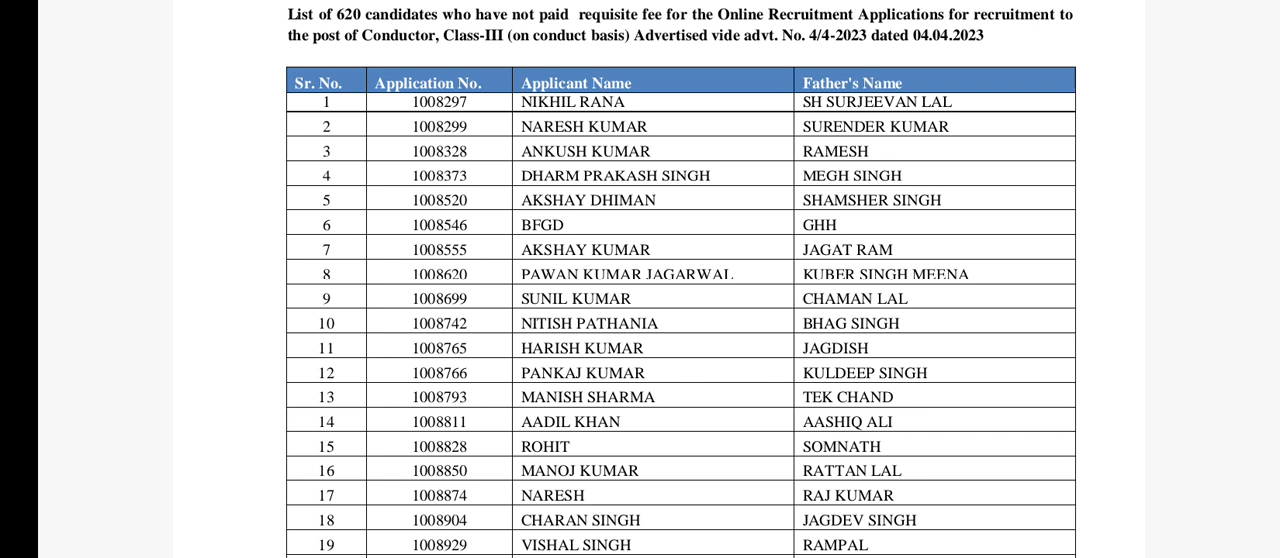 List of 620 candidates who have not paid requisite fee for the Online Recruitment Applications for recruitment to
the post of Conductor, Class-III (on conduct basis) Advertised vide advt. No. 4/4-2023 dated 04.04.2023
Sr. No. Application No. Applicant Name Father's Name
1 1008297 NIKHIL RANA SH SURJEEVAN LAL
2 1008299 NARESH KUMAR SURENDER KUMAR
3 1008328 ANKUSH KUMAR RAMESH
4 1008373 DHARM PRAKASH SINGH MEGH SINGH
5 1008520 AKSHAY DHIMAN SHAMSHER SINGH
6 1008546 BFGD GHH
7 1008555 AKSHAY KUMAR JAGAT RAM
8 1008620 PAWAN KUMAR JAGARWAL KUBER SINGH MEENA
9 1008699 SUNIL KUMAR CHAMAN LAL
10 1008742 NITISH PATHANIA BHAG SINGH
11 1008765 HARISH KUMAR JAGDISH
12 1008766 PANKAJ KUMAR KULDEEP SINGH
13 1008793 MANISH SHARMA TEK CHAND
14 1008811 AADIL KHAN AASHIQ ALI
15 1008828 ROHIT SOMNATH
16 1008850 MANOJ KUMAR RATTAN LAL
17 1008874 NARESH RAJ KUMAR
18 1008904 CHARAN SINGH JAGDEV SINGH
19 1008929 VISHAL SINGH RAMPAL